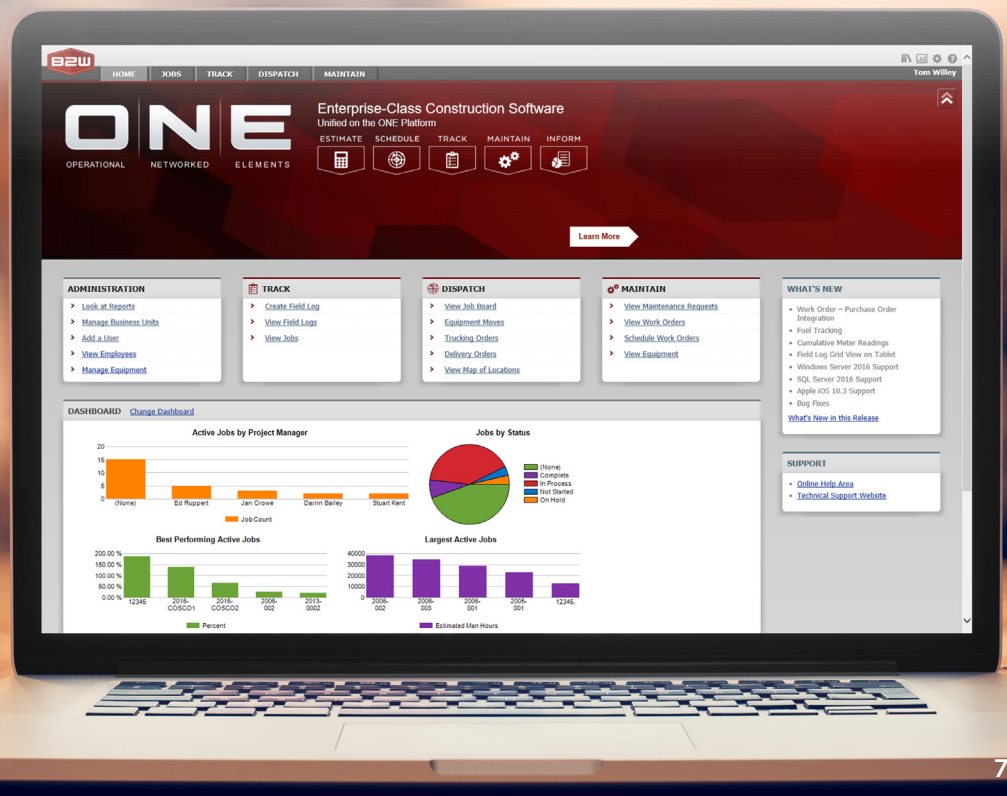 B2W
HOME JOBS TRACK DISPATCH MAINTAIN
Tom Willey
ONE
OPERATIONAL NETWORKED ELEMENTS
Enterprise-Class Construction Software
Unified on the ONE Platform
ESTIMATE SCHEDULE TRACK MAINTAIN INFORM
Learn More
ADMINISTRATION
Look at Reports
Manage Business Units
Add a User
View Employees
Manage Equipment
TRACK
Create Field Log
View Field Logs
View Jobs
DISPATCH
View Job Board
Equipment Moves
Trucking Orders
Delivery Orders
View Map of Locations
MAINTAIN
View Maintenance Requests
View Work Orders
Schedule Work Orders
View Equipment
WHAT'S NEW
• Work Order – Purchase Order
Integration
• Fuel Tracking
• Cumulative Meter Readings
• Field Log Grid View on Tablet
• Windows Server 2016 Support
• SQL Server 2016 Support
• Apple iOS 10.3 Support
• Bug Fixes
What's New in this Release
SUPPORT
• Online Help Area
• Technical Support Website
DASHBOARD Change Dashboard
Active Jobs by Project Manager
20
15
10
5
0
(None) Ed Ruppert Jan Crowe Darrin Bailey Stuart Kent
JobCount
Jobs by Status
(None)
Complete
In Process
Not Started
On Hold
Best Performing Active Jobs
200.00 %
150.00 %
100.00 %
50.00 %
0.00 %
12345 2016- 2016- 2006- 2013-
COSCO1 COSCO2 002 0002
Percent
Largest Active Jobs
40000
30000
20000
10000
0
2006- 2006- 2006- 2005- 12345.
002 003 001 001
Estimated Man Hours
7